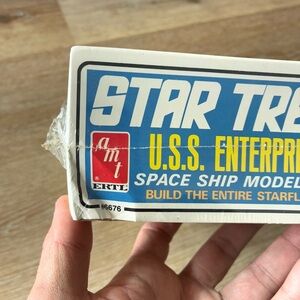 STAR TRE
U.S.S. ENTERPRI
SPACE SHIP MODEL
BUILD THE ENTIRE STARFL
amt
ERTL
6676